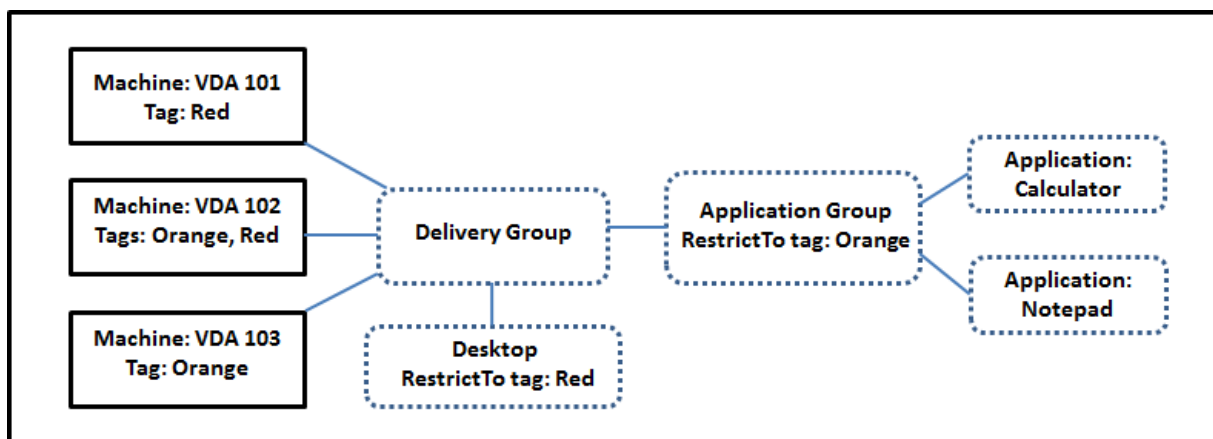 Machine: VDA 101
Tag: Red
Machine: VDA 102
Tags: Orange, Red
Machine: VDA 103
Tag: Orange
Delivery Group
Desktop
RestrictTo tag: Red
Application Group
RestrictTo tag: Orange
Application:
Calculator
Application:
Notepad